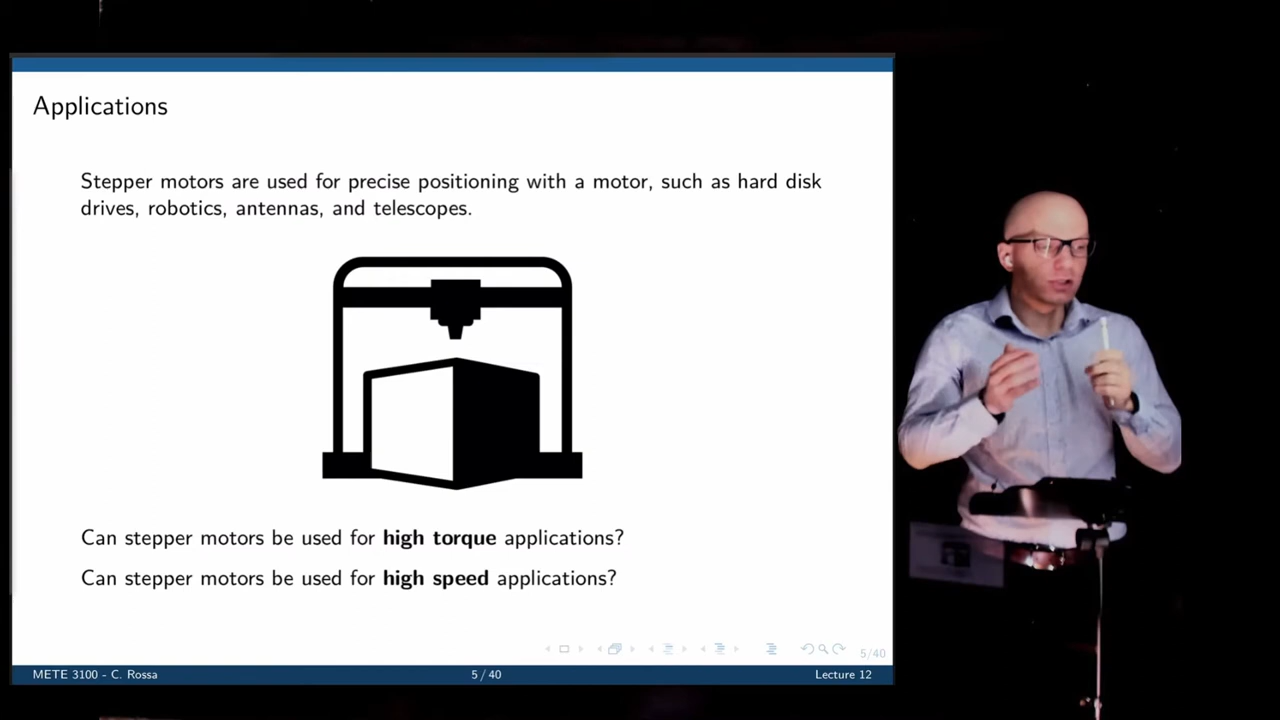 Applications
Stepper motors are used for precise positioning with a motor, such as hard disk
drives, robotics, antennas, and telescopes.
Can stepper motors be used for high torque applications?
Can stepper motors be used for high speed applications?
5/40
METE 3100 - C. Rossa
5 / 40
Lecture 12